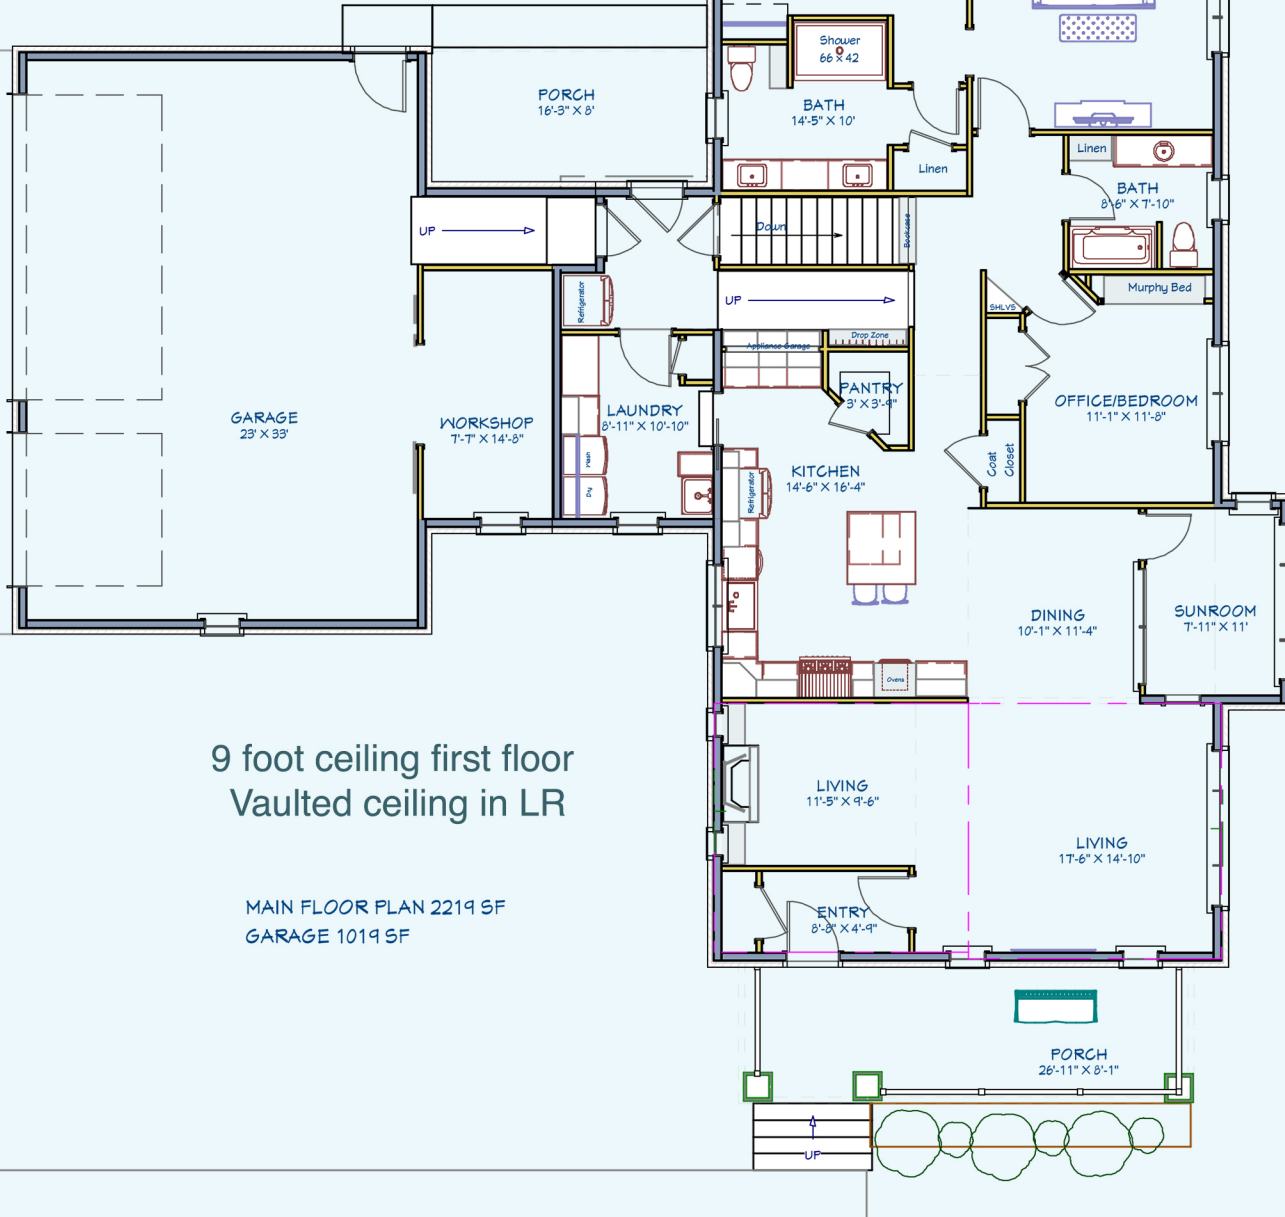 Shower
66 X 42
PORCH
16'-3" X 8'
BATH
14'-5" X 10'
Linen
Linen
BATH
8'-6" X 7'-10"
UP
Down
Bookcase
Murphy Bed
Refrigerator
UP
SHLVS
Drop Zone
Appliance Garage
PANTRY
3' X 3'-9"
OFFICE/BEDROOM
11'-1" X 11'-8"
GARAGE
23' X 33'
WORKSHOP
7'-7" X 14'-8"
LAUNDRY
8'-11" X 10'-10"
Wash
Dry
Coat
Closet
KITCHEN
14'-6" X 16'-4"
Refrigerator
DINING
10'-1" X 11'-4"
SUNROOM
7'-11" X 11'
Ovens
9 foot ceiling first floor
Vaulted ceiling in LR
LIVING
11'-5" X 9'-6"
LIVING
17'-6" X 14'-10"
MAIN FLOOR PLAN 2219 SF
GARAGE 1019 SF
ENTRY
8'-8" X 4'-9"
PORCH
26'-11" X 8'-1"
UP